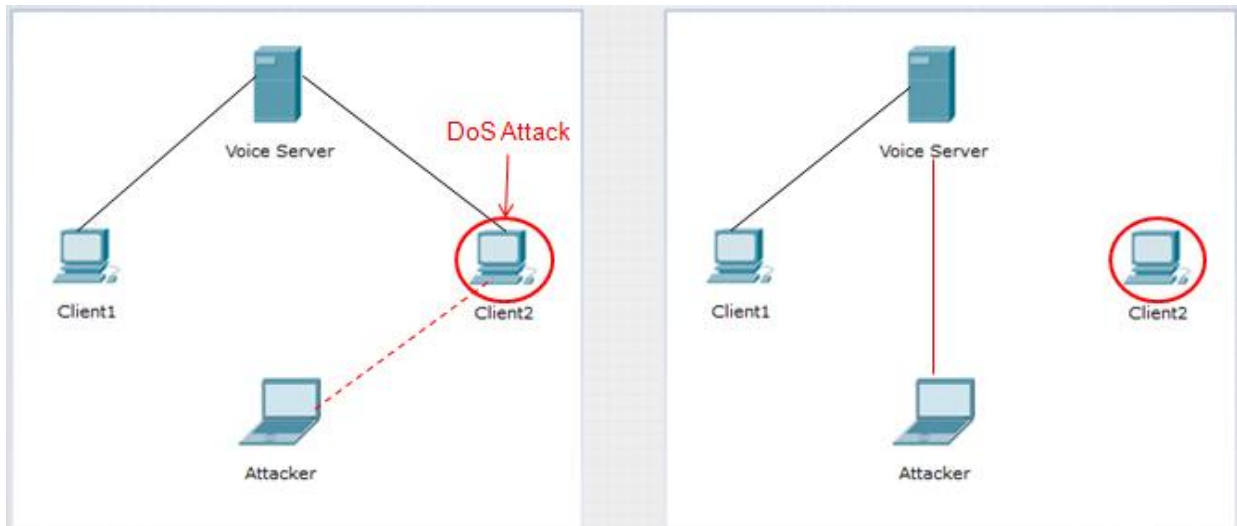 Voice Server
DoS Attack
Client1
Client2
Attacker
Voice Server
Client1
Client2
Attacker